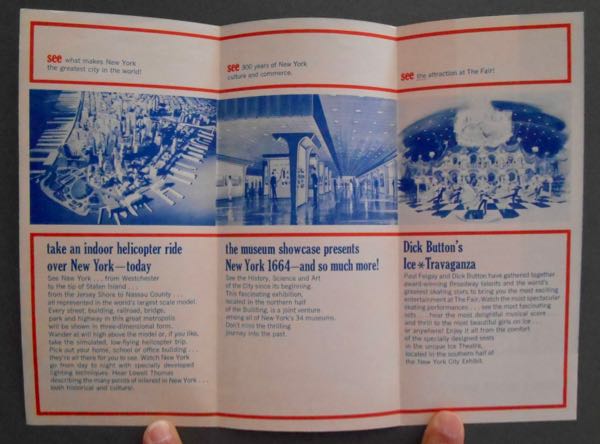 see what makes New York
the greatest city in the world!
take an indoor helicopter ride
over New York—today
See New York . . . from Westchester
to the tip of Staten Island . . .
from the Jersey Shore to Nassau County . . .
all represented in the world's largest scale model.
Every street, building, railroad, bridge,
park and highway in this great metropolis
will be shown in three-dimensional form.
Wander at will high above the model or, if you like,
take the simulated, low-flying helicopter trip.
Pick out your home, school or office building . . .
they're all there for you to see. Watch New York
go from day to night with specially developed
lighting techniques. Hear Lowell Thomas
describing the many points of interest in New York . . .
both historical and cultural.
see 300 years of New York
culture and commerce.
the museum showcase presents
New York 1664—and so much more!
See the History, Science and Art
of the City since its beginning.
This fascinating exhibition,
located in the northern half
of the Building, is a joint venture
among all of New York's 34 museums.
Don't miss the thrilling
journey into the past.
see the attraction at The Fair!
Dick Button's
Ice*Travaganza
Paul Feigay and Dick Button have gathered together
award-winning Broadway talents and the world's
greatest skating stars to bring you the most exciting
entertainment at The Fair. Watch the most spectacular
skating performances . . . see the most fascinating
sets . . . hear the most delightful musical score . . .
and thrill to the most beautiful girls on ice . . .
or anywhere! Enjoy it all from the comfort
of the specially designed seats
in the unique Ice Theatre,
located in the southern half of
the New York City Exhibit.